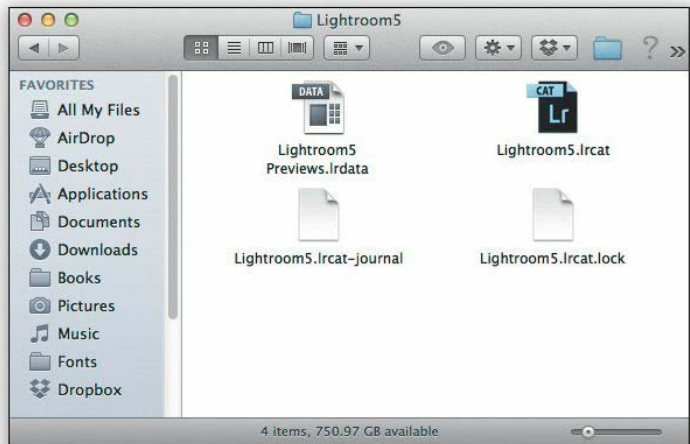 Lightroom5
FAVORITES
All My Files
AirDrop
Desktop
Applications
Documents
Downloads
Books
Pictures
Music
Fonts
Dropbox
DATA
Lightroom5
Previews.lrdata
CAT
Lr
Lightroom5.lrcat
Lightroom5.lrcat-journal
Lightroom5.lrcat.lock
4 items, 750.97 GB available